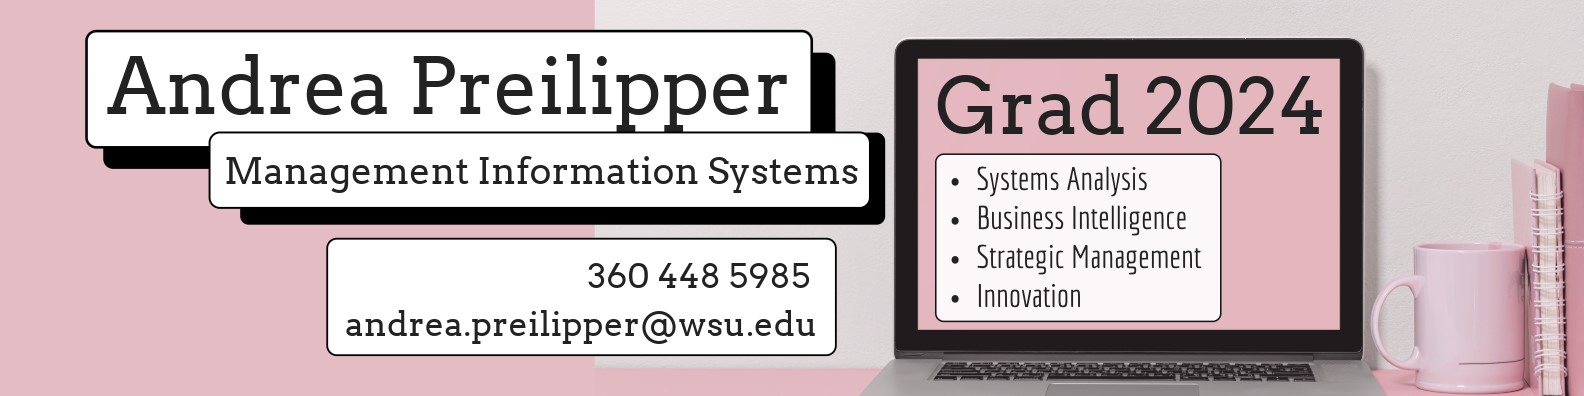 Andrea Preilipper
Management Information Systems
360 448 5985
andrea.preilipper@wsu.edu
Grad 2024
• Systems Analysis
• Business Intelligence
• Strategic Management
• Innovation